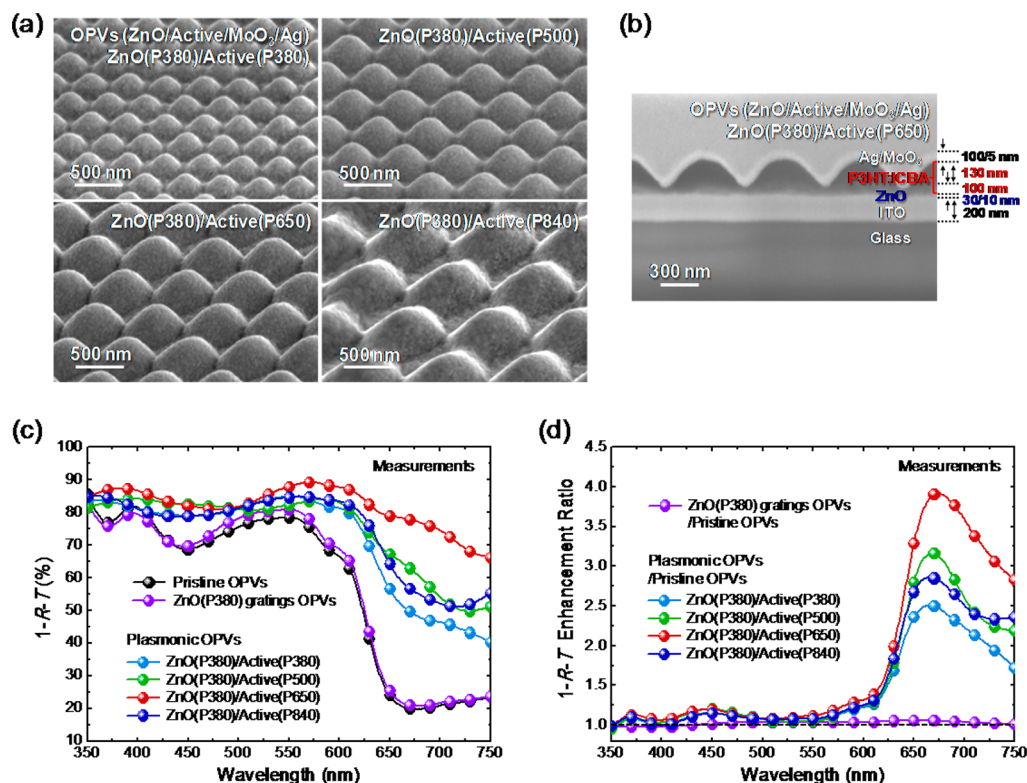 (a)
OPVs (ZnO/Active/MoO3/Ag)
ZnO(P380)/Active(P380)
500 nm
ZnO(P380)/Active(P500)
500 nm
ZnO(P380)/Active(P650)
500 nm
ZnO(P380)/Active(P840)
500 nm
(b)
OPVs (ZnO/Active/MoO3/Ag)
ZnO(P380)/Active(P650)
Ag/MoO3
100/5 nm
P3HT:ICBA
130 nm
100 nm
ZnO
30/10 nm
ITO
200 nm
Glass
300 nm
(c)
Measurements
1-R-T (%)
100
90
80
70
60
50
40
30
20
10
Pristine OPVs
ZnO(P380) gratings OPVs
Plasmonic OPVs
ZnO(P380)/Active(P380)
ZnO(P380)/Active(P500)
ZnO(P380)/Active(P650)
ZnO(P380)/Active(P840)
350 400 450 500 550 600 650 700 750
Wavelength (nm)
(d)
Measurements
1-R-T Enhancement Ratio
4.5
4.0
3.5
3.0
2.5
2.0
1.5
1.0
ZnO(P380) gratings OPVs
/Pristine OPVs
Plasmonic OPVs
/Pristine OPVs
ZnO(P380)/Active(P380)
ZnO(P380)/Active(P500)
ZnO(P380)/Active(P650)
ZnO(P380)/Active(P840)
350 400 450 500 550 600 650 700 750
Wavelength (nm)